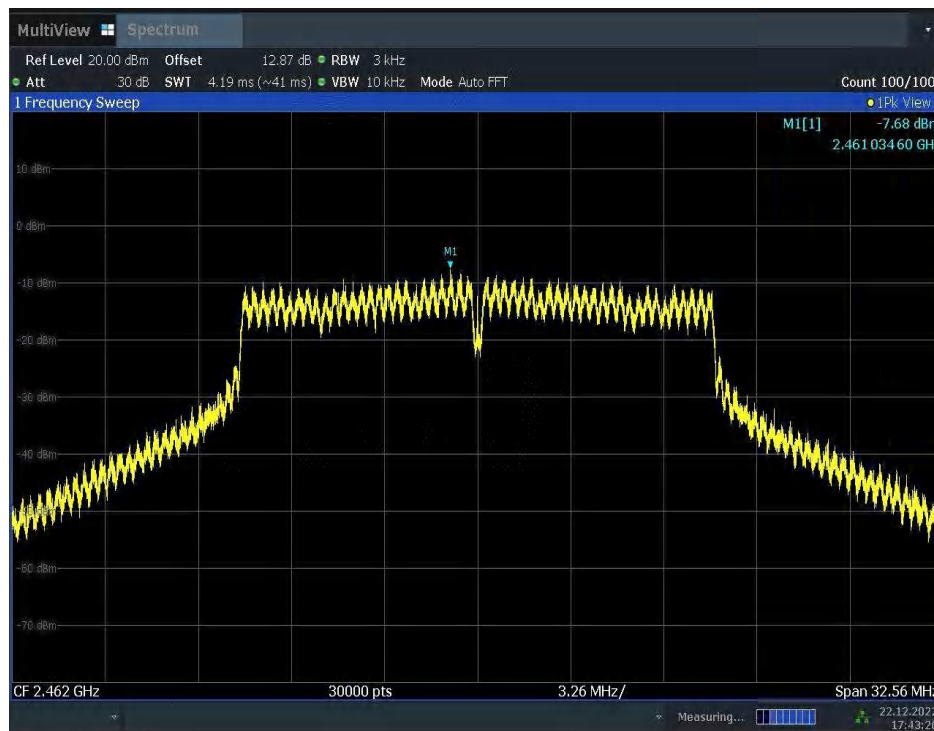 MultiView Spectrum
Ref Level 20.00 dBm Offset 12.87 dB RBW 3 kHz
Att 30 dB SWT 4.19 ms (~41 ms) VBW 10 kHz Mode Auto FFT Count 100/100
1 Frequency Sweep 1Pk View
M1[1] -7.68 dBm
2.461 034 60 GH
10 dBm
0 dBm
M1
-10 dBm
-20 dBm
-30 dBm
-40 dBm
-60 dBm
-70 dBm
CF 2.462 GHz 30000 pts 3.26 MHz/ Span 32.56 MHz
Measuring... 22.12.2022
17:43:26